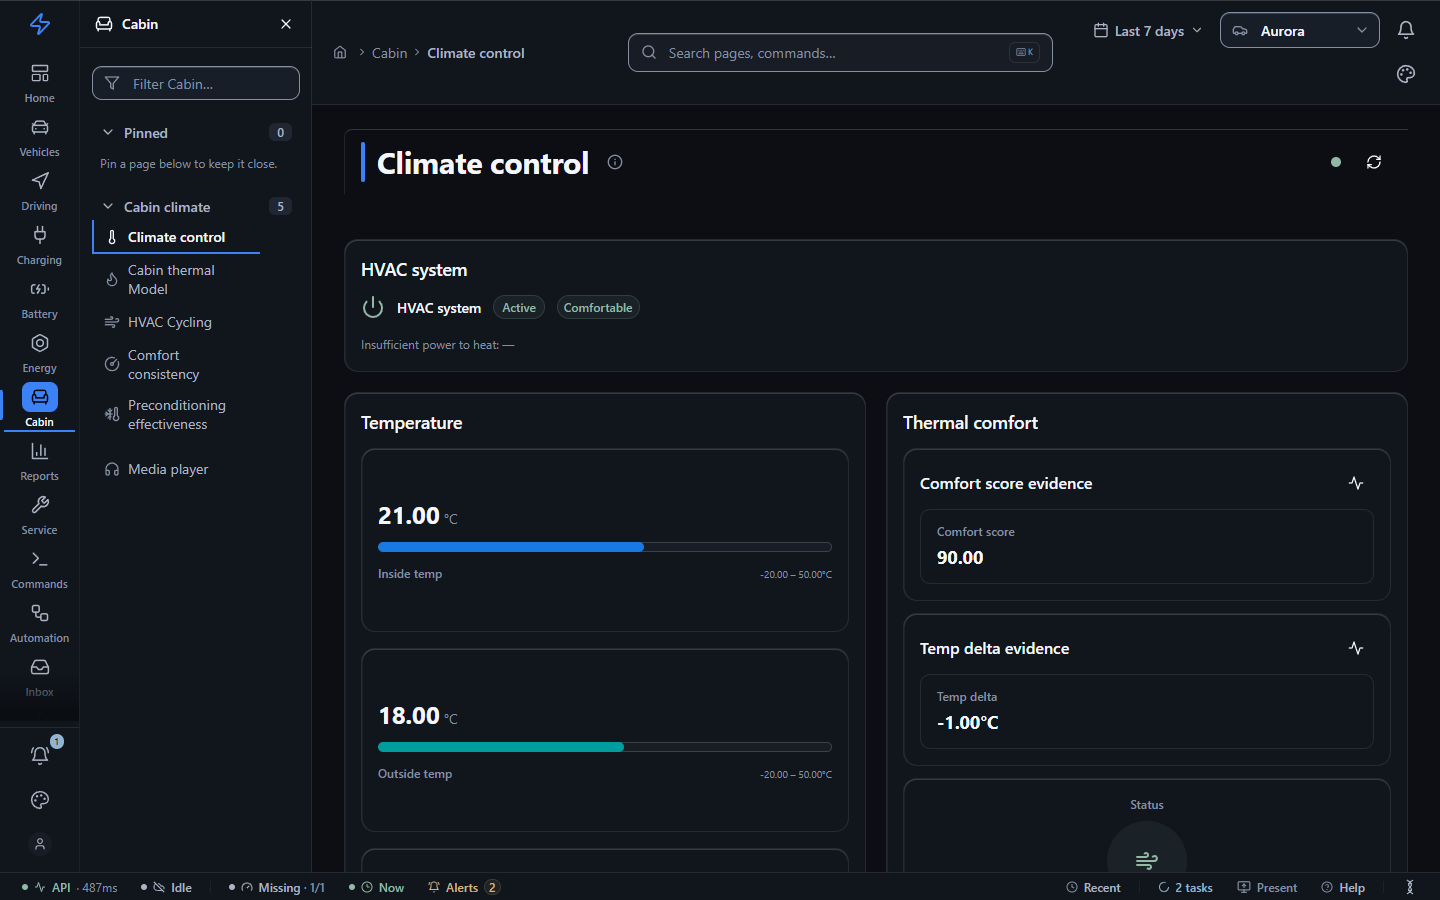 Home
Vehicles
Driving
Charging
Battery
Energy
Cabin
Reports
Service
Commands
Automation
Inbox
1
Cabin
Filter Cabin...
Pinned
0
Pin a page below to keep it close.
Cabin climate
5
Climate control
Cabin thermal
Model
HVAC Cycling
Comfort
consistency
Preconditioning
effectiveness
Media player
Cabin
Climate control
Search pages, commands...
K
Last 7 days
Aurora
Climate control
HVAC system
HVAC system
Active
Comfortable
Insufficient power to heat: —
Temperature
21.00 °C
Inside temp
-20.00 – 50.00°C
18.00 °C
Outside temp
-20.00 – 50.00°C
Thermal comfort
Comfort score evidence
Comfort score
90.00
Temp delta evidence
Temp delta
-1.00°C
Status
API · 487ms
Idle
Missing · 1/1
Now
Alerts 2
Recent
2 tasks
Present
Help